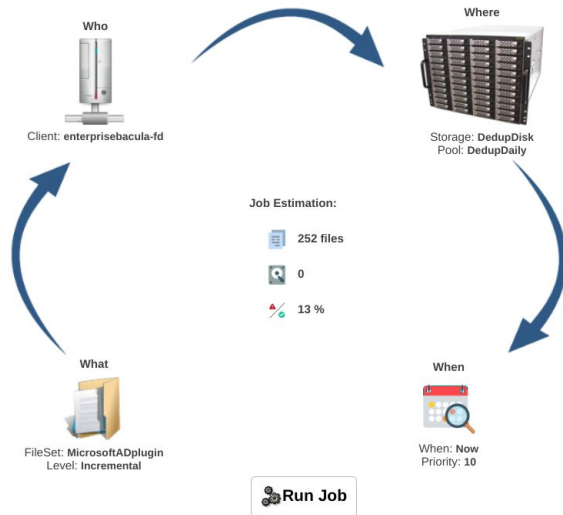 Who
Client: enterprisebacula-fd
Where
Storage: DedupDisk
Pool: DedupDaily
Job Estimation:
252 files
0
13 %
What
FileSet: MicrosoftADplugin
Level: Incremental
When
When: Now
Priority: 10
Run Job